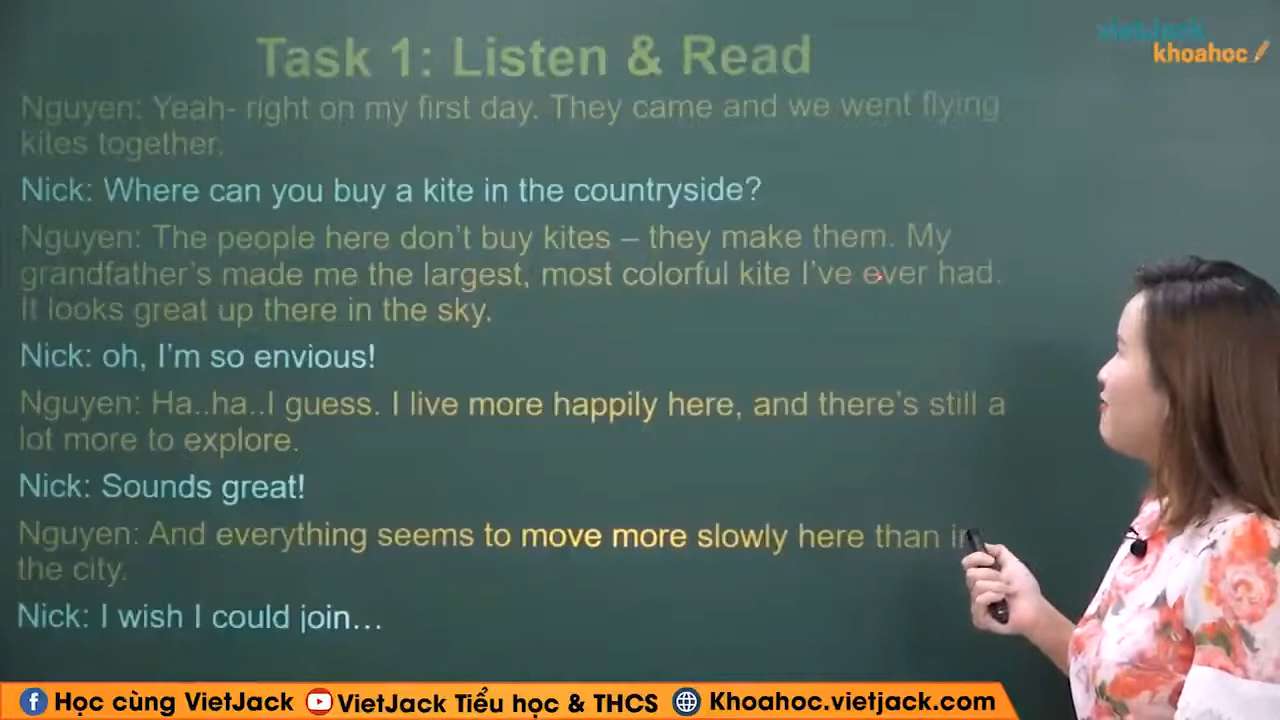 Task 1: Listen & Read
vietJack
khoahoc
Nguyen: Yeah- right on my first day. They came and we went flying
kites together.
Nick: Where can you buy a kite in the countryside?
Nguyen: The people here don't buy kites – they make them. My
grandfather's made me the largest, most colorful kite I've ever had.
It looks great up there in the sky.
Nick: oh, I'm so envious!
Nguyen: Ha..ha..I guess. I live more happily here, and there's still a
lot more to explore.
Nick: Sounds great!
Nguyen: And everything seems to move more slowly here than in
the city.
Nick: I wish I could join…
Học cùng VietJack VietJack Tiểu học & THCS Khoahoc.vietjack.com